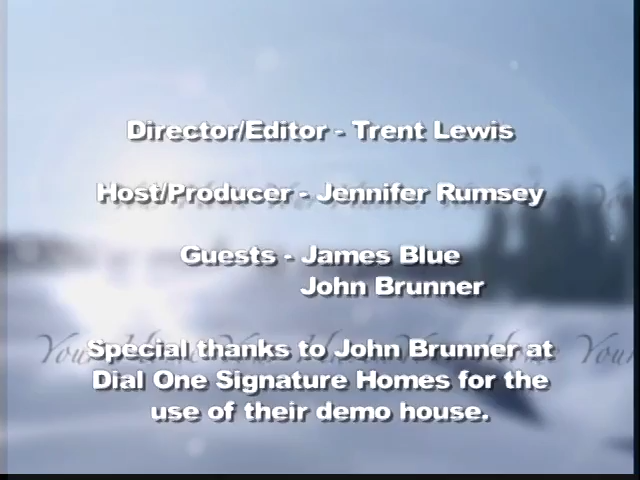 Director/Editor - Trent Lewis
Host/Producer - Jennifer Rumsey
Guests - James Blue
John Brunner
Special thanks to John Brunner at
Dial One Signature Homes for the
use of their demo house.